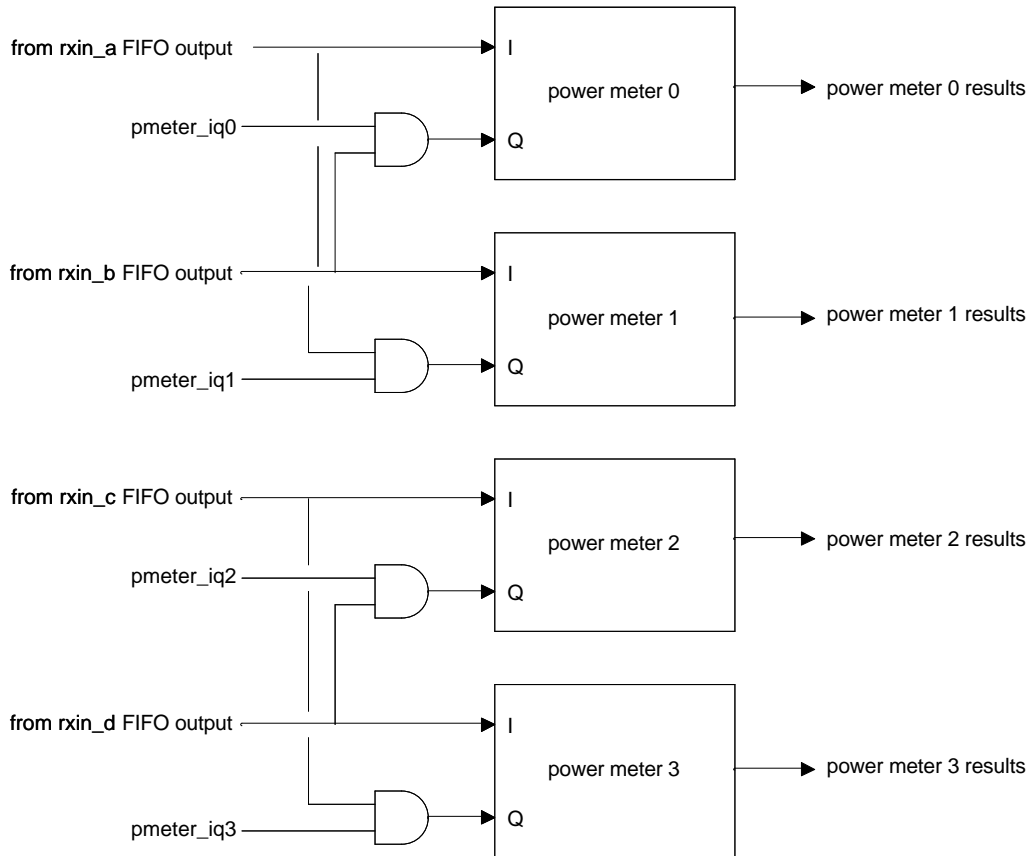 from rxin_a FIFO output
I
power meter 0
power meter 0 results
pmeter_iq0
Q
from rxin_b FIFO output
I
power meter 1
power meter 1 results
pmeter_iq1
Q
from rxin_c FIFO output
I
power meter 2
power meter 2 results
pmeter_iq2
Q
from rxin_d FIFO output
I
power meter 3
power meter 3 results
pmeter_iq3
Q